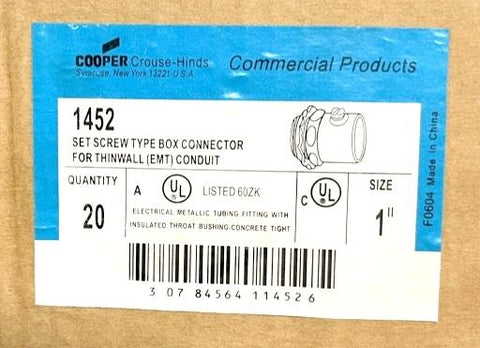 COOPER Crouse-Hinds
Syracuse, New York 13221 U.S.A
Commercial Products
1452
SET SCREW TYPE BOX CONNECTOR
FOR THINWALL (EMT) CONDUIT
QUANTITY
20
A UL LISTED 60ZK
C UL
ELECTRICAL METALLIC TUBING FITTING WITH
INSULATED THROAT BUSHING-CONCRETE TIGHT
SIZE
1"
F0604 Made in China
3 07 84564 114526